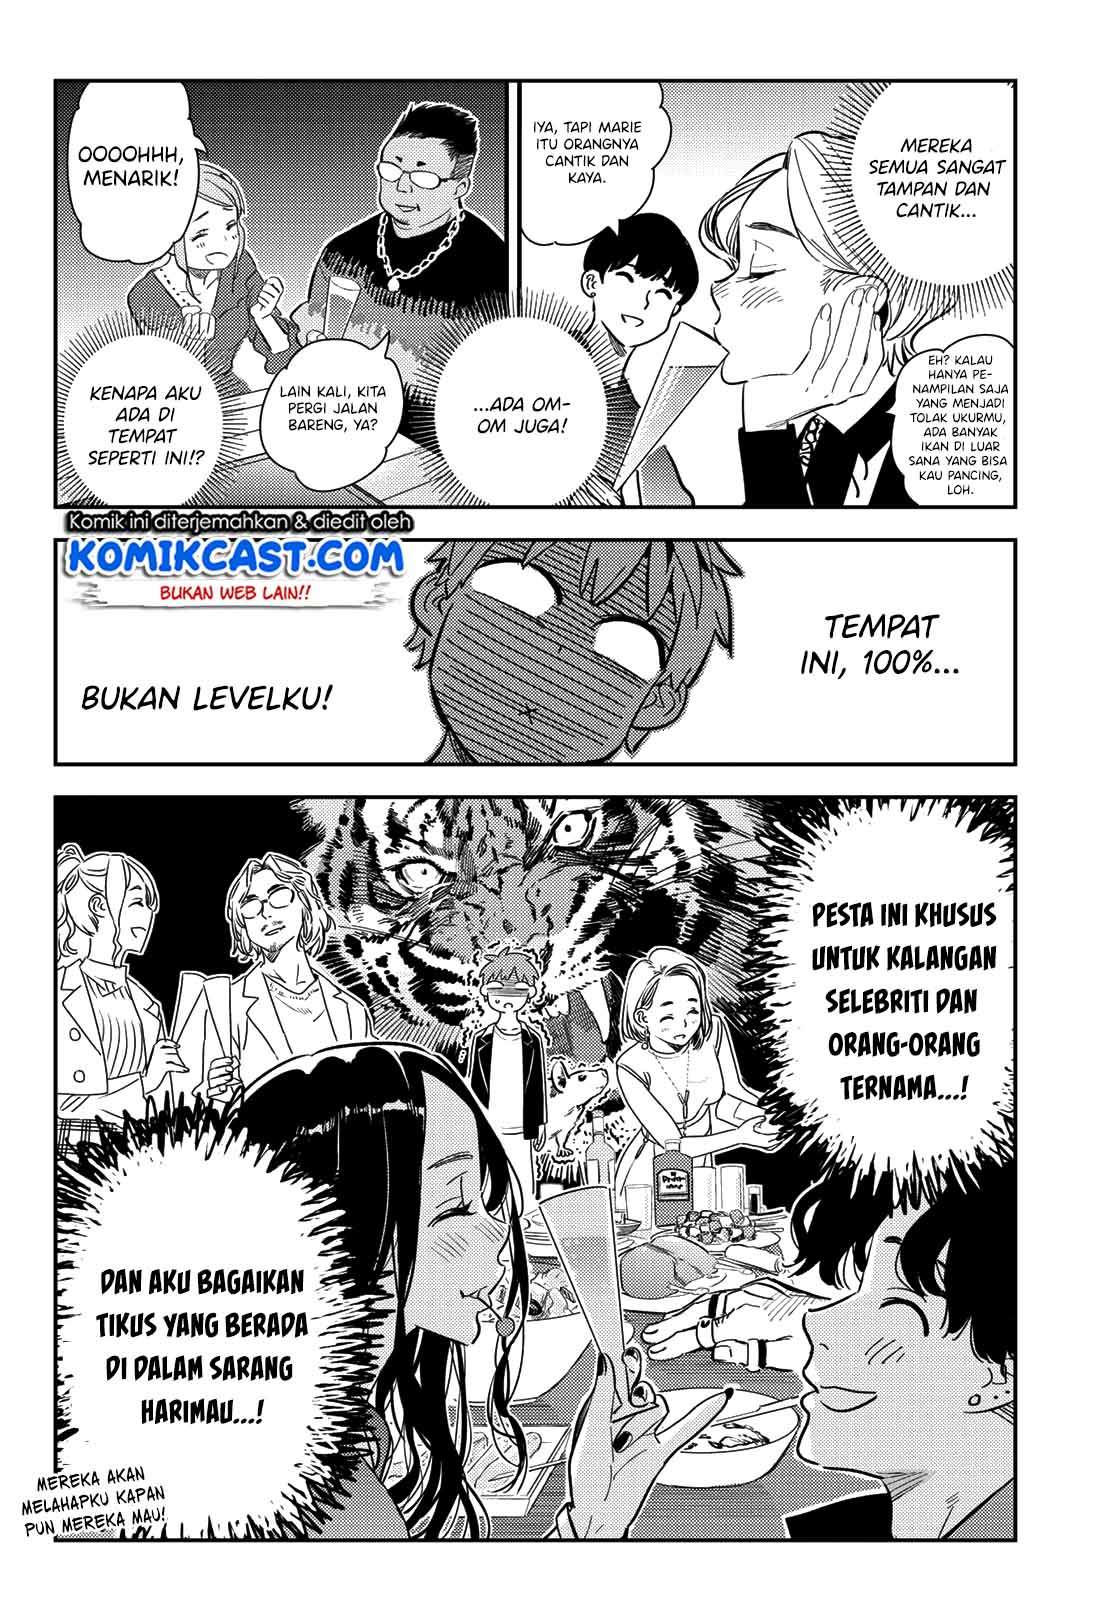 MEREKA
SEMUA SANGAT
TAMPAN DAN
CANTIK...
IYA, TAPI MARIE
ITU ORANGNYA
CANTIK DAN
KAYA.
EH? KALAU
HANYA PE-
NAMPILAN SAJA
YANG MENJADI
TOLAK UKURMU,
ADA BANYAK
IKAN DI LUAR
SANA YANG BISA
KAU PANCING,
LOH.
...ADA OM-
OM JUGA!
OOOOHHH,
MENARIK!
LAIN KALI, KITA
PERGI JALAN
BARENG, YA?
KENAPA AKU
ADA DI
TEMPAT
SEPERTI INI!?
Komik ini diterjemahkan & diedit oleh
KOMIKCAST.COM
BUKAN WEB LAIN!!
TEMPAT
INI, 100%...
BUKAN LEVELKU!
PESTA INI KHUSUS
UNTUK KALANGAN
SELEBRITI DAN
ORANG-ORANG
TERNAMA...!
DAN AKU BAGAIKAN
TIKUS YANG BERADA
DI DALAM SARANG
HARIMAU...!
MEREKA AKAN
MELAHAPKU KAPAN
PUN MEREKA MAU!